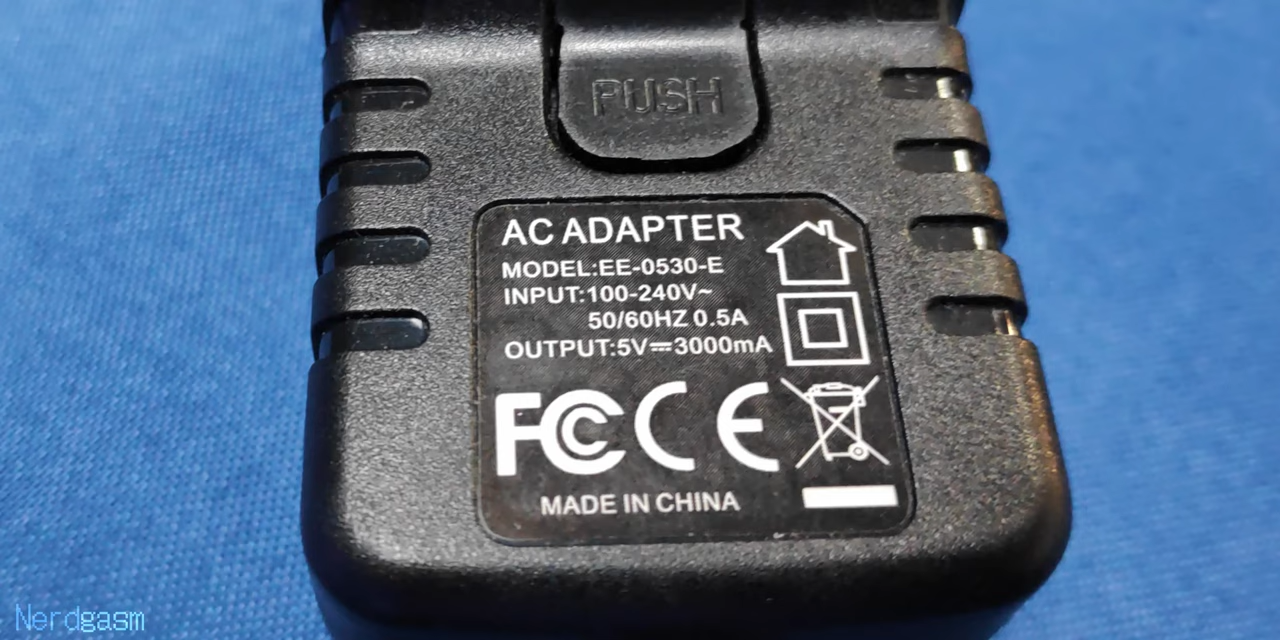 PUSH
AC ADAPTER
MODEL:EE-0530-E
INPUT:100-240V~
50/60HZ 0.5A
OUTPUT:5V⎓3000mA
FC CE
MADE IN CHINA
Nerdgasm